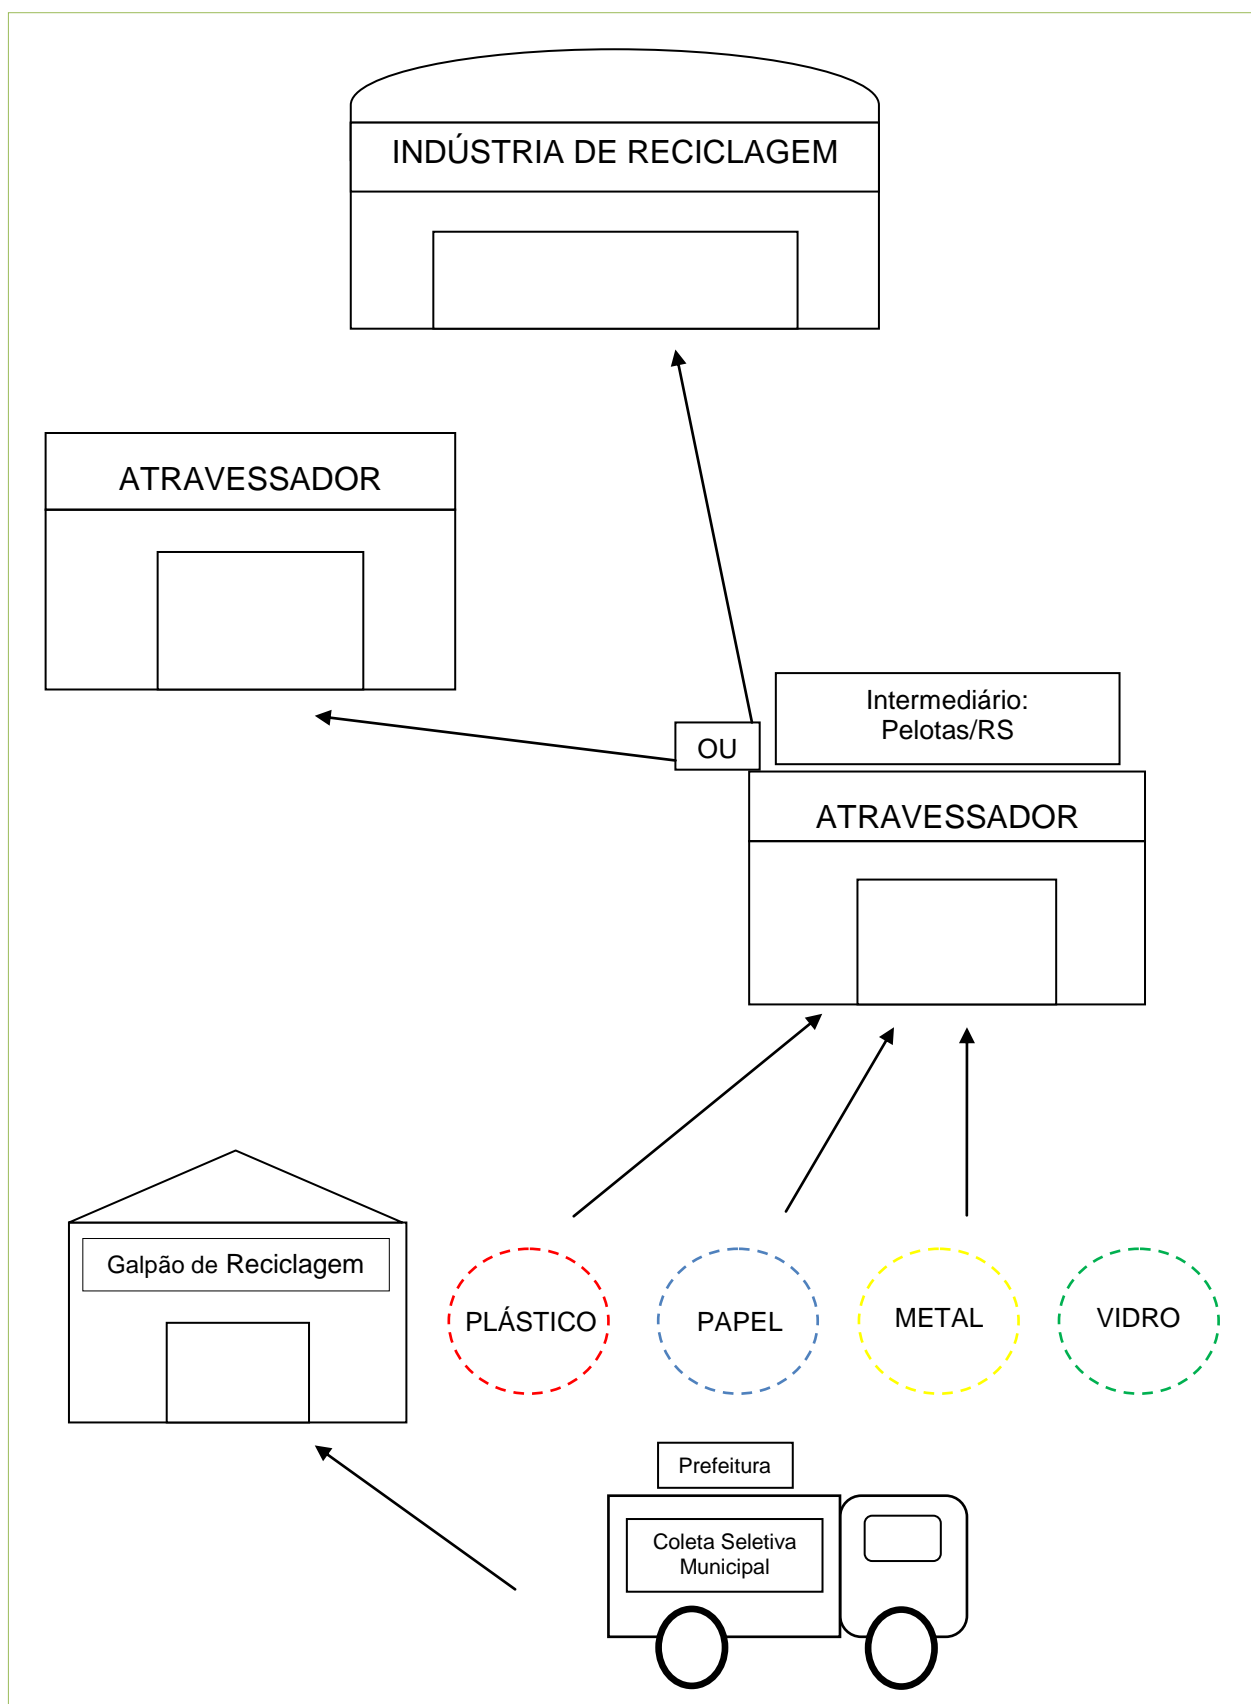 INDÚSTRIA DE RECICLAGEM
ATRAVESSADOR
Intermediário:
Pelotas/RS
OU
ATRAVESSADOR
Galpão de Reciclagem
PLÁSTICO
PAPEL
METAL
VIDRO
Prefeitura
Coleta Seletiva
Municipal